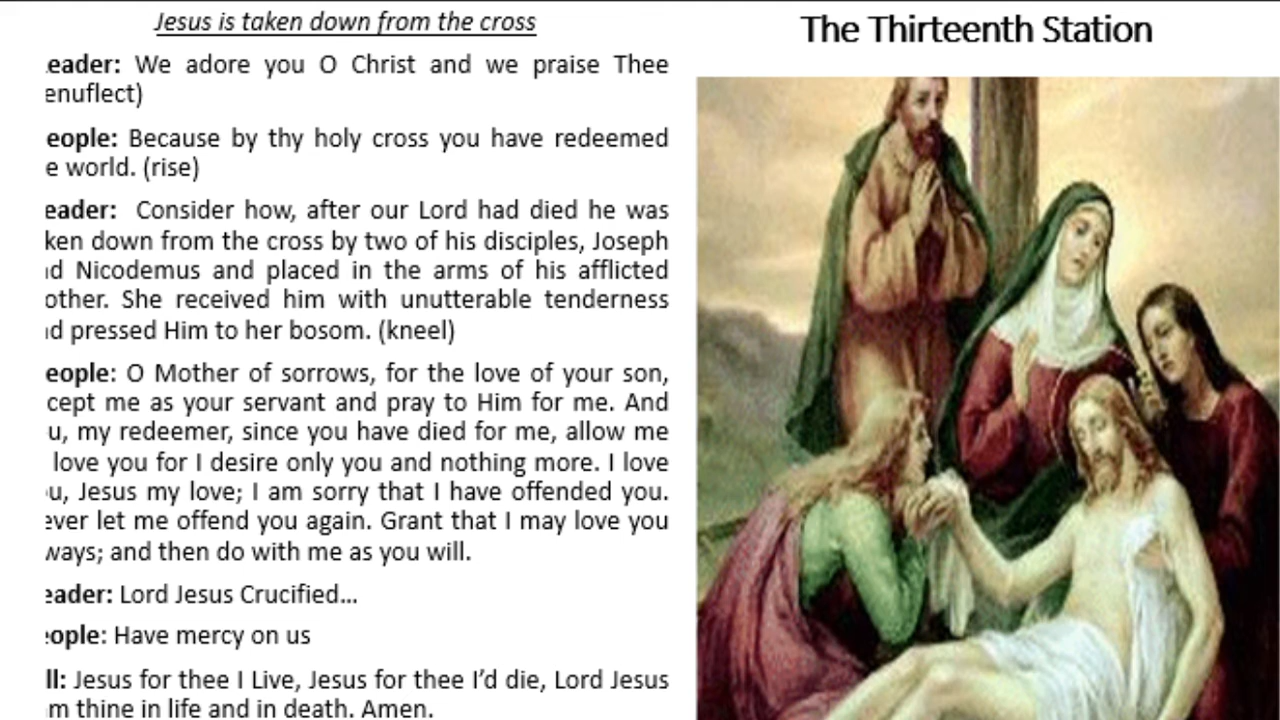 Jesus is taken down from the cross
eader: We adore you O Christ and we praise Thee
enuflect)
eople: Because by thy holy cross you have redeemed
e world. (rise)
eader: Consider how, after our Lord had died he was
ken down from the cross by two of his disciples, Joseph
d Nicodemus and placed in the arms of his afflicted
other. She received him with unutterable tenderness
d pressed Him to her bosom. (kneel)
eople: O Mother of sorrows, for the love of your son,
cept me as your servant and pray to Him for me. And
u, my redeemer, since you have died for me, allow me
love you for I desire only you and nothing more. I love
u, Jesus my love; I am sorry that I have offended you.
ever let me offend you again. Grant that I may love you
ways; and then do with me as you will.
eader: Lord Jesus Crucified...
eople: Have mercy on us
ll: Jesus for thee I Live, Jesus for thee I'd die, Lord Jesus
m thine in life and in death. Amen.
The Thirteenth Station